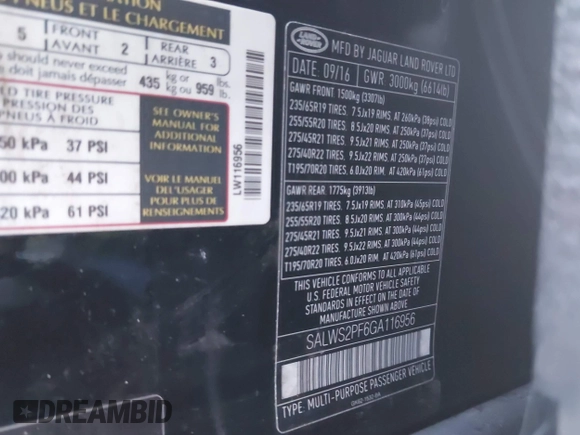 PNEUS ET LE CHARGEMENT
5 FRONT AVANT 2 REAR ARRIÈRE 3
should never exceed
doit jamais dépasser 435 kg or kg ou 959 lb. lbs.
TIRE PRESSURE
PNEUS À FROID
50 kPa 37 PSI
00 kPa 44 PSI
20 kPa 61 PSI
SEE OWNER'S
MANUAL FOR
ADDITIONAL
INFORMATION
VOIR LE MANUEL
DE L'USAGER
POUR PLUS DE
RENSEIGNEMENTS
LW116956
LAND ROVER
MFD BY JAGUAR LAND ROVER LTD
DATE: 09/16 GWR: 3000kg (6614lb)
GAWR FRONT 1500kg (3307lb)
235/65R19 TIRES. 7.5Jx19 RIMS. AT 260kPa (38psi) COLD
255/55R20 TIRES. 8.5Jx20 RIMS. AT 250kPa (37psi) COLD
275/45R21 TIRES. 9.5Jx21 RIMS. AT 250kPa (37psi) COLD
275/40R22 TIRES. 9.5Jx22 RIMS. AT 250kPa (37psi) COLD
T195/70R20 TIRES. 6.0Jx20 RIMS. AT 420kPa (61psi) COLD
GAWR REAR: 1775kg (3913lb)
235/65R19 TIRES. 7.5Jx19 RIMS. AT 310kPa (45psi) COLD
255/55R20 TIRES. 8.5Jx20 RIMS. AT 300kPa (44psi) COLD
275/45R21 TIRES. 9.5Jx21 RIMS. AT 300kPa (44psi) COLD
275/40R22 TIRES. 9.5Jx22 RIMS. AT 300kPa (44psi) COLD
T195/70R20 TIRES. 6.0Jx20 RIMS. AT 420kPa (61psi) COLD
THIS VEHICLE CONFORMS TO ALL APPLICABLE
U.S. FEDERAL MOTOR VEHICLE SAFETY
STANDARDS IN EFFECT ON THE DATE OF
MANUFACTURE SHOWN ABOVE.
SALWS2PF6GA116956
TYPE: MULTI-PURPOSE PASSENGER VEHICLE
DREAMBID